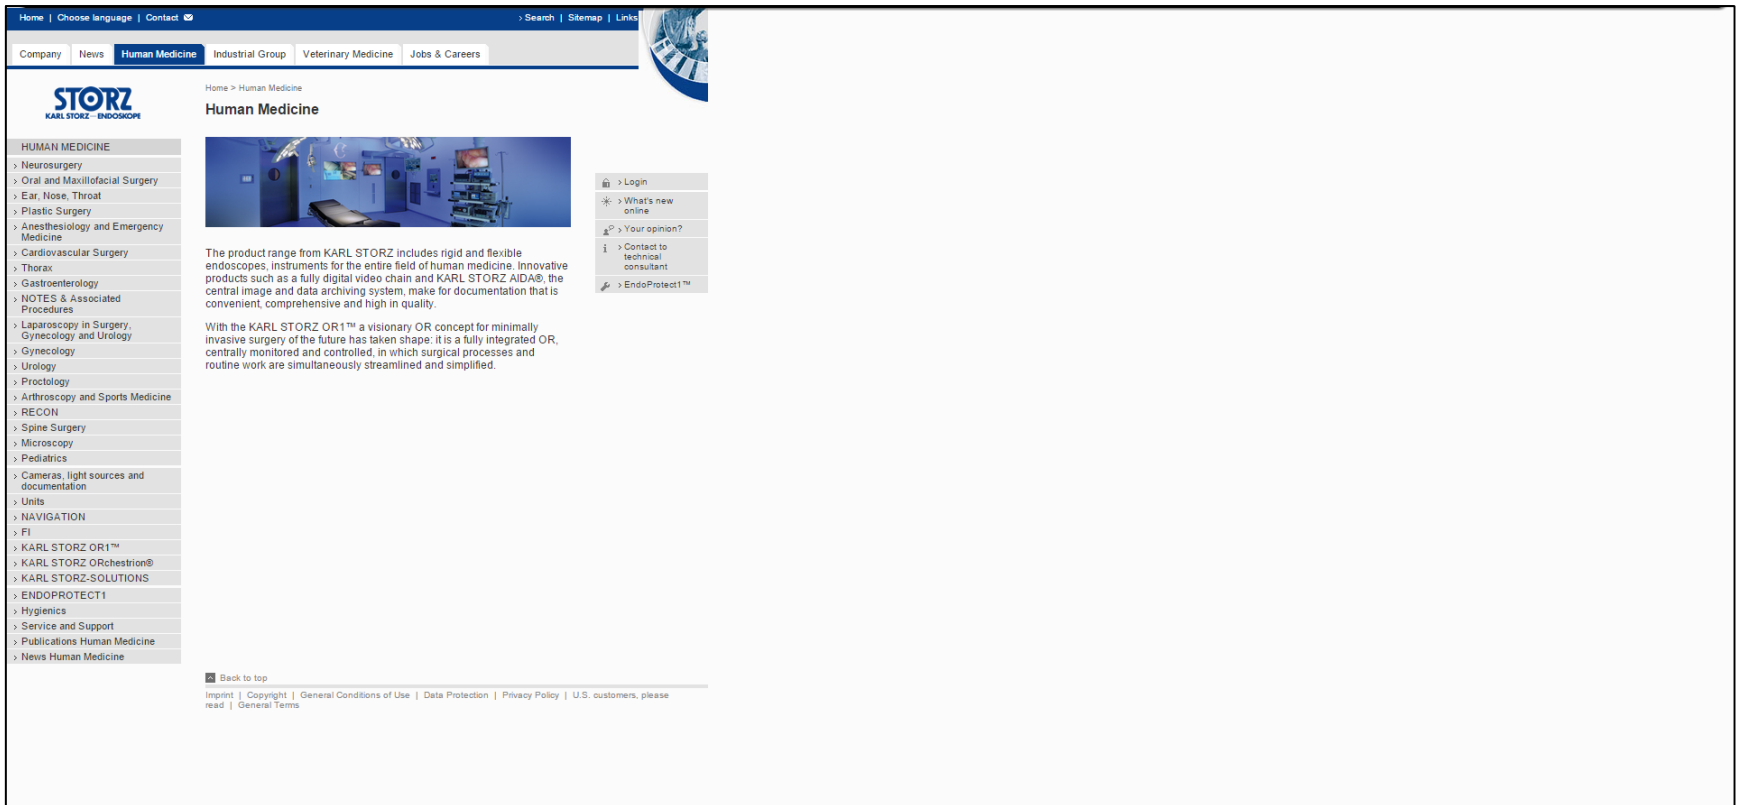 Home | Choose language | Contact
› Search | Sitemap | Links
Company
News
Human Medicine
Industrial Group
Veterinary Medicine
Jobs & Careers
STORZ
KARL STORZ—ENDOSKOPE
Home > Human Medicine
Human Medicine
HUMAN MEDICINE
› Neurosurgery
› Oral and Maxillofacial Surgery
› Ear, Nose, Throat
› Plastic Surgery
› Anesthesiology and Emergency
Medicine
› Cardiovascular Surgery
› Thorax
› Gastroenterology
› NOTES & Associated
Procedures
› Laparoscopy in Surgery,
Gynecology and Urology
› Gynecology
› Urology
› Proctology
› Arthroscopy and Sports Medicine
› RECON
› Spine Surgery
› Microscopy
› Pediatrics
› Cameras, light sources and
documentation
› Units
› NAVIGATION
› FI
› KARL STORZ OR1™
› KARL STORZ ORchestrion®
› KARL STORZ-SOLUTIONS
› ENDOPROTECT1
› Hygienics
› Service and Support
› Publications Human Medicine
› News Human Medicine
The product range from KARL STORZ includes rigid and flexible
endoscopes, instruments for the entire field of human medicine. Innovative
products such as a fully digital video chain and KARL STORZ AIDA®, the
central image and data archiving system, make for documentation that is
convenient, comprehensive and high in quality.
With the KARL STORZ OR1™ a visionary OR concept for minimally
invasive surgery of the future has taken shape: it is a fully integrated OR,
centrally monitored and controlled, in which surgical processes and
routine work are simultaneously streamlined and simplified.
› Login
› What's new
online
› Your opinion?
› Contact to
technical
consultant
› EndoProtect1™
Back to top
Imprint | Copyright | General Conditions of Use | Data Protection | Privacy Policy | U.S. customers, please
read | General Terms